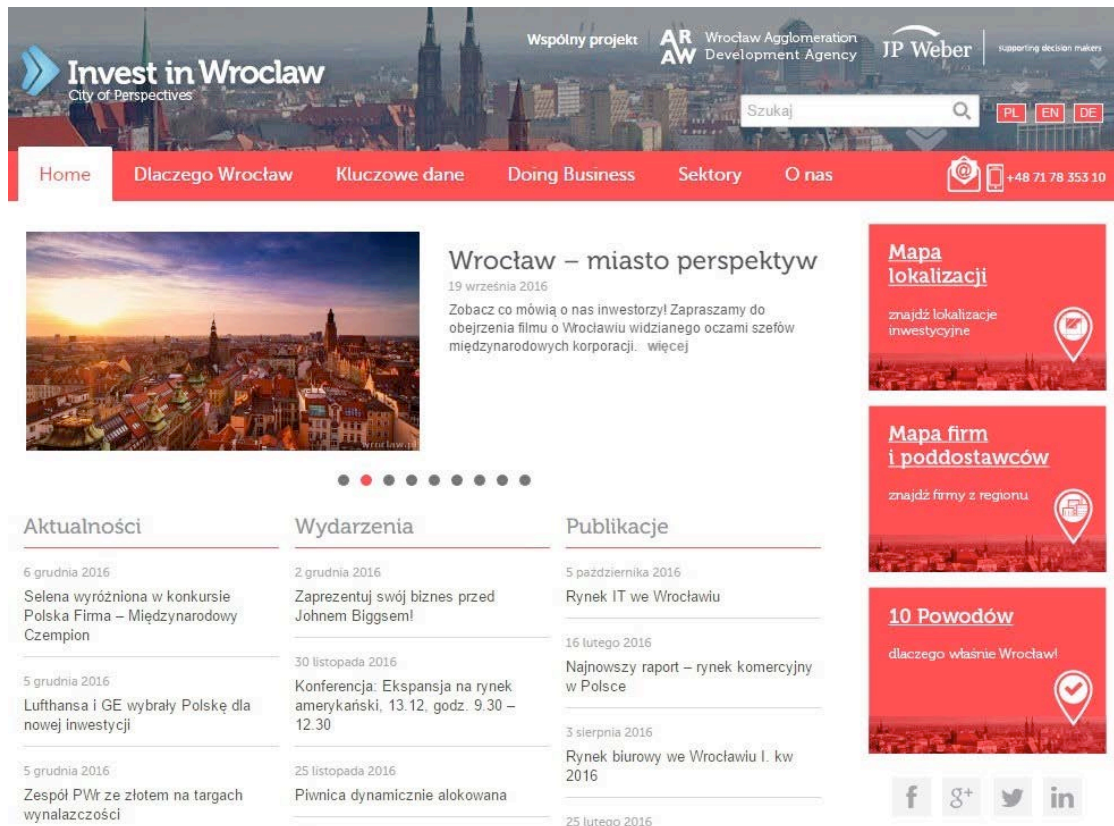 Invest in Wroclaw
City of Perspectives
Wspólny projekt
ARAW
Wrocław Agglomeration
Development Agency
JP Weber
supporting decision makers
Szukaj
PL EN DE
Home Dlaczego Wrocław Kluczowe dane Doing Business Sektory O nas
+48 71 78 353 10
wroclaw.pl
Wrocław – miasto perspektyw
19 września 2016
Zobacz co mówią o nas inwestorzy! Zapraszamy do
obejrzenia filmu o Wrocławiu widzianego oczami szefów
międzynarodowych korporacji. więcej
Aktualności
6 grudnia 2016
Selena wyróżniona w konkursie
Polska Firma – Międzynarodowy
Czempion
5 grudnia 2016
Lufthansa i GE wybrały Polskę dla
nowej inwestycji
5 grudnia 2016
Zespół PWr ze złotem na targach
wynalazczości
Wydarzenia
2 grudnia 2016
Zaprezentuj swój biznes przed
Johnem Biggsem!
30 listopada 2016
Konferencja: Ekspansja na rynek
amerykański, 13.12, godz. 9.30 –
12.30
25 listopada 2016
Piwnica dynamicznie alokowana
Publikacje
5 października 2016
Rynek IT we Wrocławiu
16 lutego 2016
Najnowszy raport – rynek komercyjny
w Polsce
3 sierpnia 2016
Rynek biurowy we Wrocławiu I. kw
2016
25 lutego 2016
Mapa
lokalizacji
znajdź lokalizacje
inwestycyjne
Mapa firm
i poddostawców
znajdź firmy z regionu
10 Powodów
dlaczego właśnie Wrocław!
f g+ in